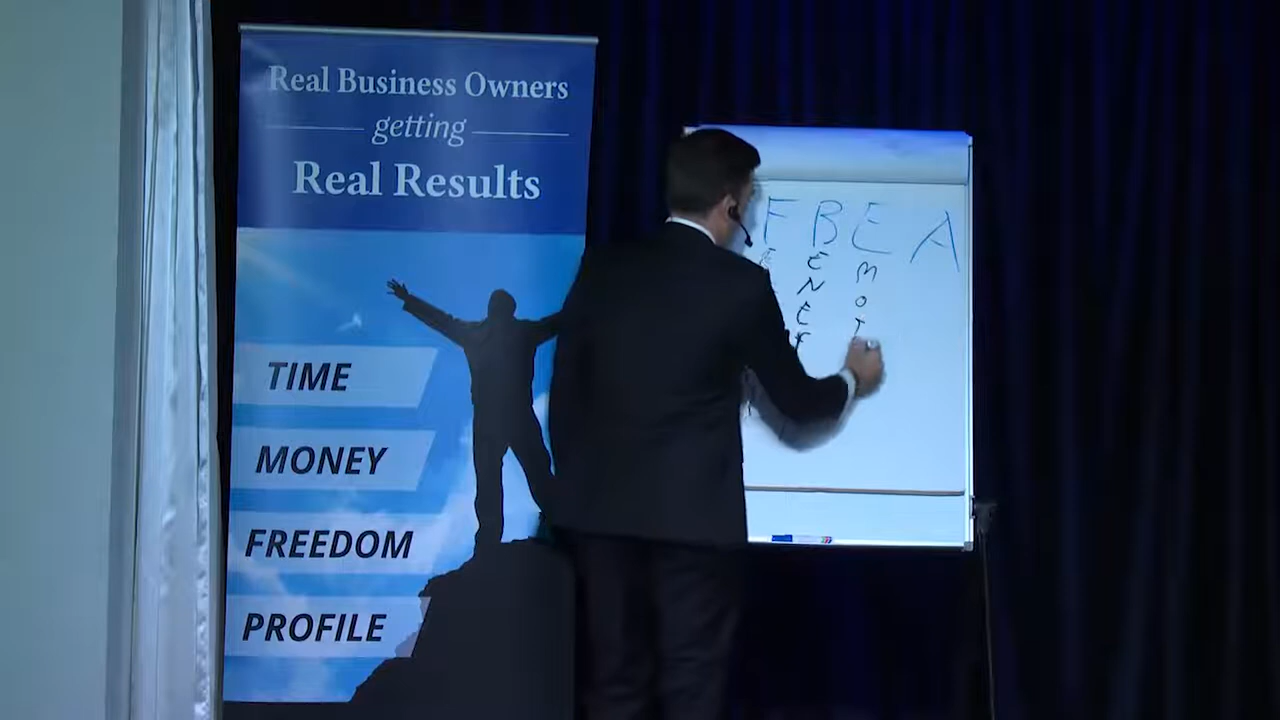 Real Business Owners
getting
Real Results
TIME
MONEY
FREEDOM
PROFILE
F B E A
E
N
E
F
M
O
T